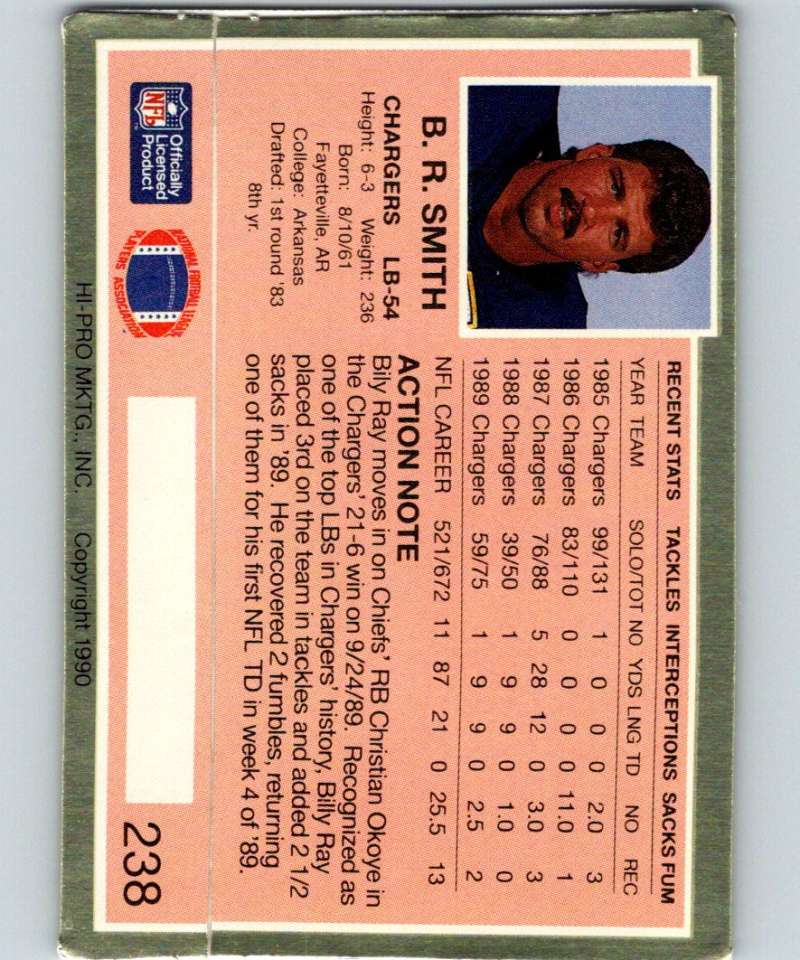 B. R. SMITH
CHARGERS LB-54
Height: 6-3 Weight: 236
Born: 8/10/61
Fayetteville, AR
College: Arkansas
Drafted: 1st round '83
8th yr.
RECENT STATS TACKLES INTERCEPTIONS SACKS FUM
YEAR TEAM SOLO/TOT NO YDS LNG TD NO REC
1985 Chargers 99/131 1 0 0 0 2.0 3
1986 Chargers 83/110 0 0 0 0 11.0 1
1987 Chargers 76/88 5 28 12 0 3.0 3
1988 Chargers 39/50 1 9 9 0 1.0 0
1989 Chargers 59/75 1 9 9 0 2.5 2
NFL CAREER 521/672 11 87 21 0 25.5 13
ACTION NOTE
Bily Ray moves in on Chiefs' RB Christian Okoye in
the Chargers' 21-6 win on 9/24/89. Recognized as
one of the top LBs in Chargers' history, Billy Ray
placed 3rd on the team in tackles and added 2 1/2
sacks in '89. He recovered 2 fumbles, returning
one of them for his first NFL TD in week 4 of '89.
NFL
TM
Officially
Licensed
Product
NATIONAL FOOTBALL LEAGUE
PLAYERS ASSOCIATION
238
HI-PRO MKTG., INC. Copyright 1990